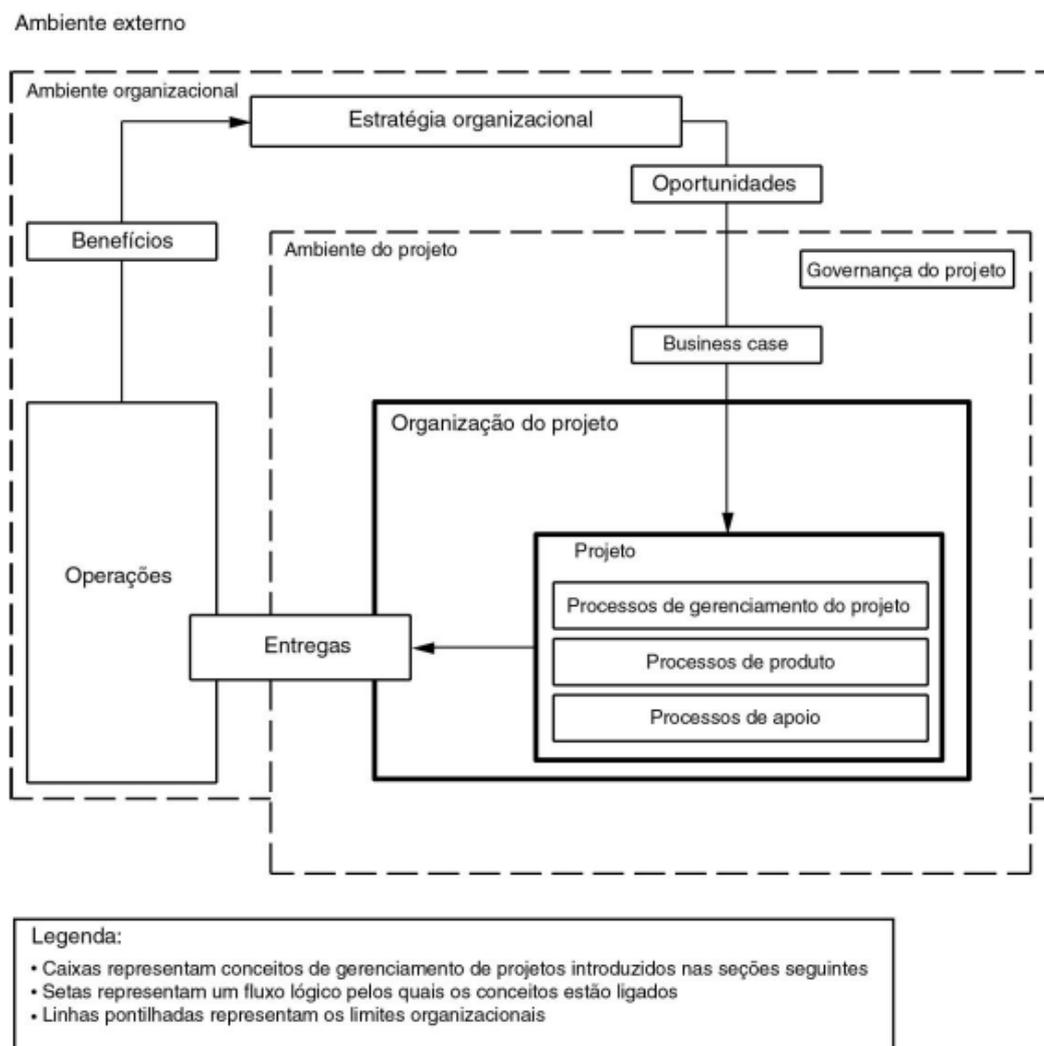 Ambiente externo
Ambiente organizacional
Estratégia organizacional
Oportunidades
Benefícios
Ambiente do projeto
Governança do projeto
Business case
Organização do projeto
Projeto
Operações
Processos de gerenciamento do projeto
Entregas
Processos de produto
Processos de apoio
Legenda:
• Caixas representam conceitos de gerenciamento de projetos introduzidos nas seções seguintes
• Setas representam um fluxo lógico pelos quais os conceitos estão ligados
• Linhas pontilhadas representam os limites organizacionais